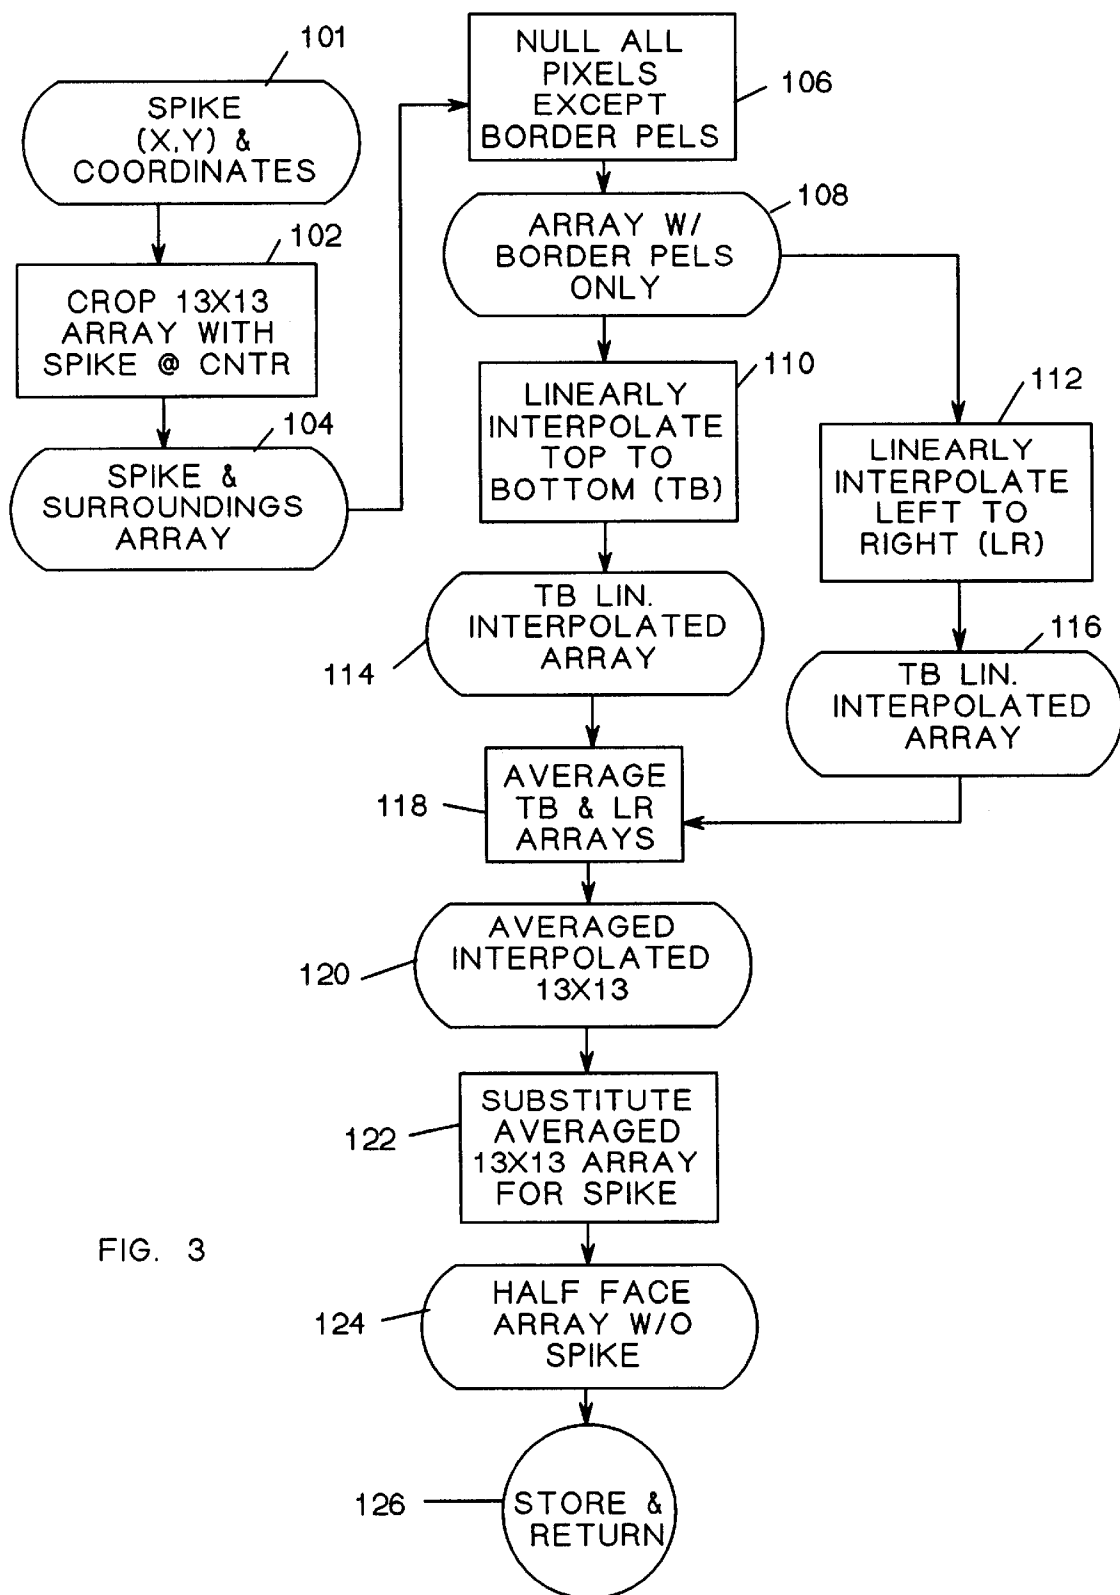 101
SPIKE
(X,Y) &
COORDINATES
102
CROP 13X13
ARRAY WITH
SPIKE @ CNTR
104
SPIKE &
SURROUNDINGS
ARRAY
NULL ALL
PIXELS
EXCEPT
BORDER PELS
106
108
ARRAY W/
BORDER PELS
ONLY
110
LINEARLY
INTERPOLATE
TOP TO
BOTTOM (TB)
112
LINEARLY
INTERPOLATE
LEFT TO
RIGHT (LR)
TB LIN.
INTERPOLATED
ARRAY
114
116
TB LIN.
INTERPOLATED
ARRAY
118
AVERAGE
TB & LR
ARRAYS
120
AVERAGED
INTERPOLATED
13X13
122
SUBSTITUTE
AVERAGED
13X13 ARRAY
FOR SPIKE
FIG. 3
124
HALF FACE
ARRAY W/O
SPIKE
126
STORE &
RETURN